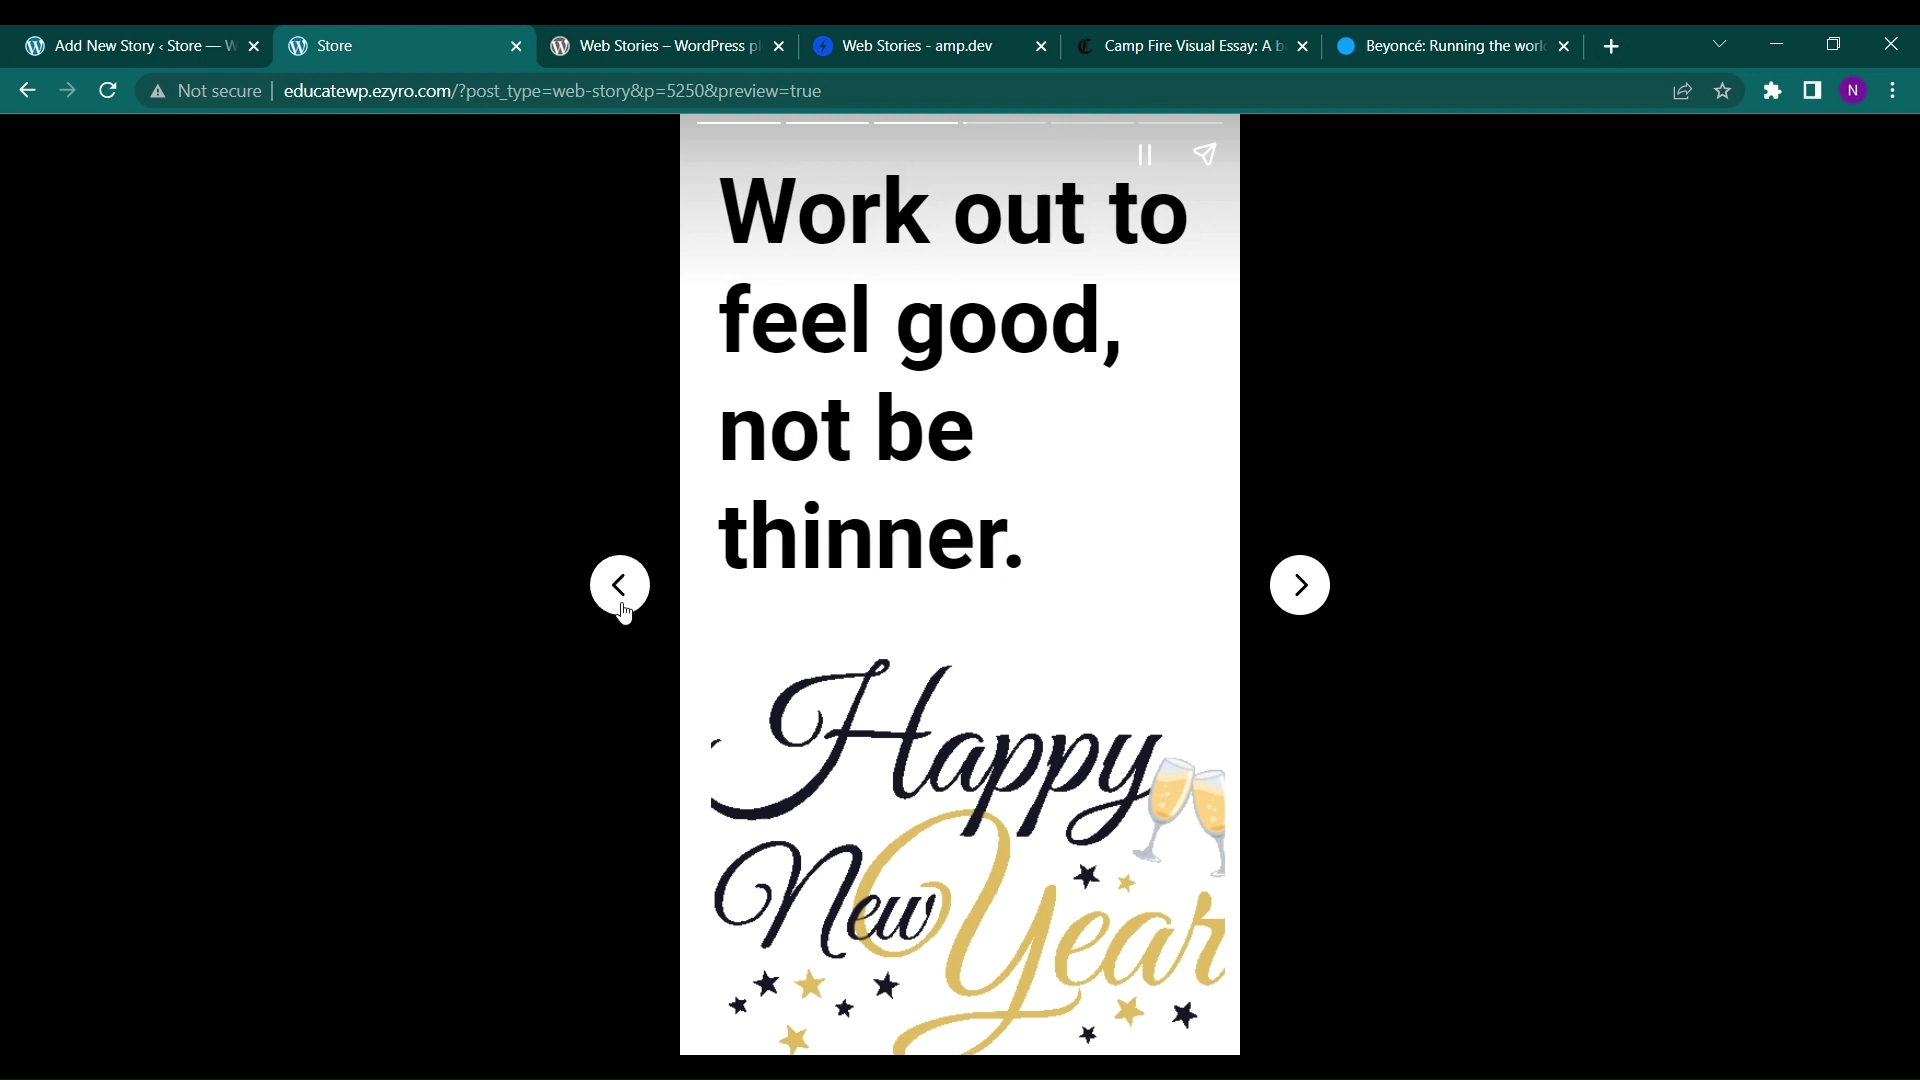 Add New Story ‹ Store — W
Store
Web Stories – WordPress pl
Web Stories - amp.dev
Camp Fire Visual Essay: A b
Beyoncé: Running the worl
Not secure
educatewp.ezyro.com/?post_type=web-story&p=5250&preview=true
N
Work out to
feel good,
not be
thinner.
Happy
New Year